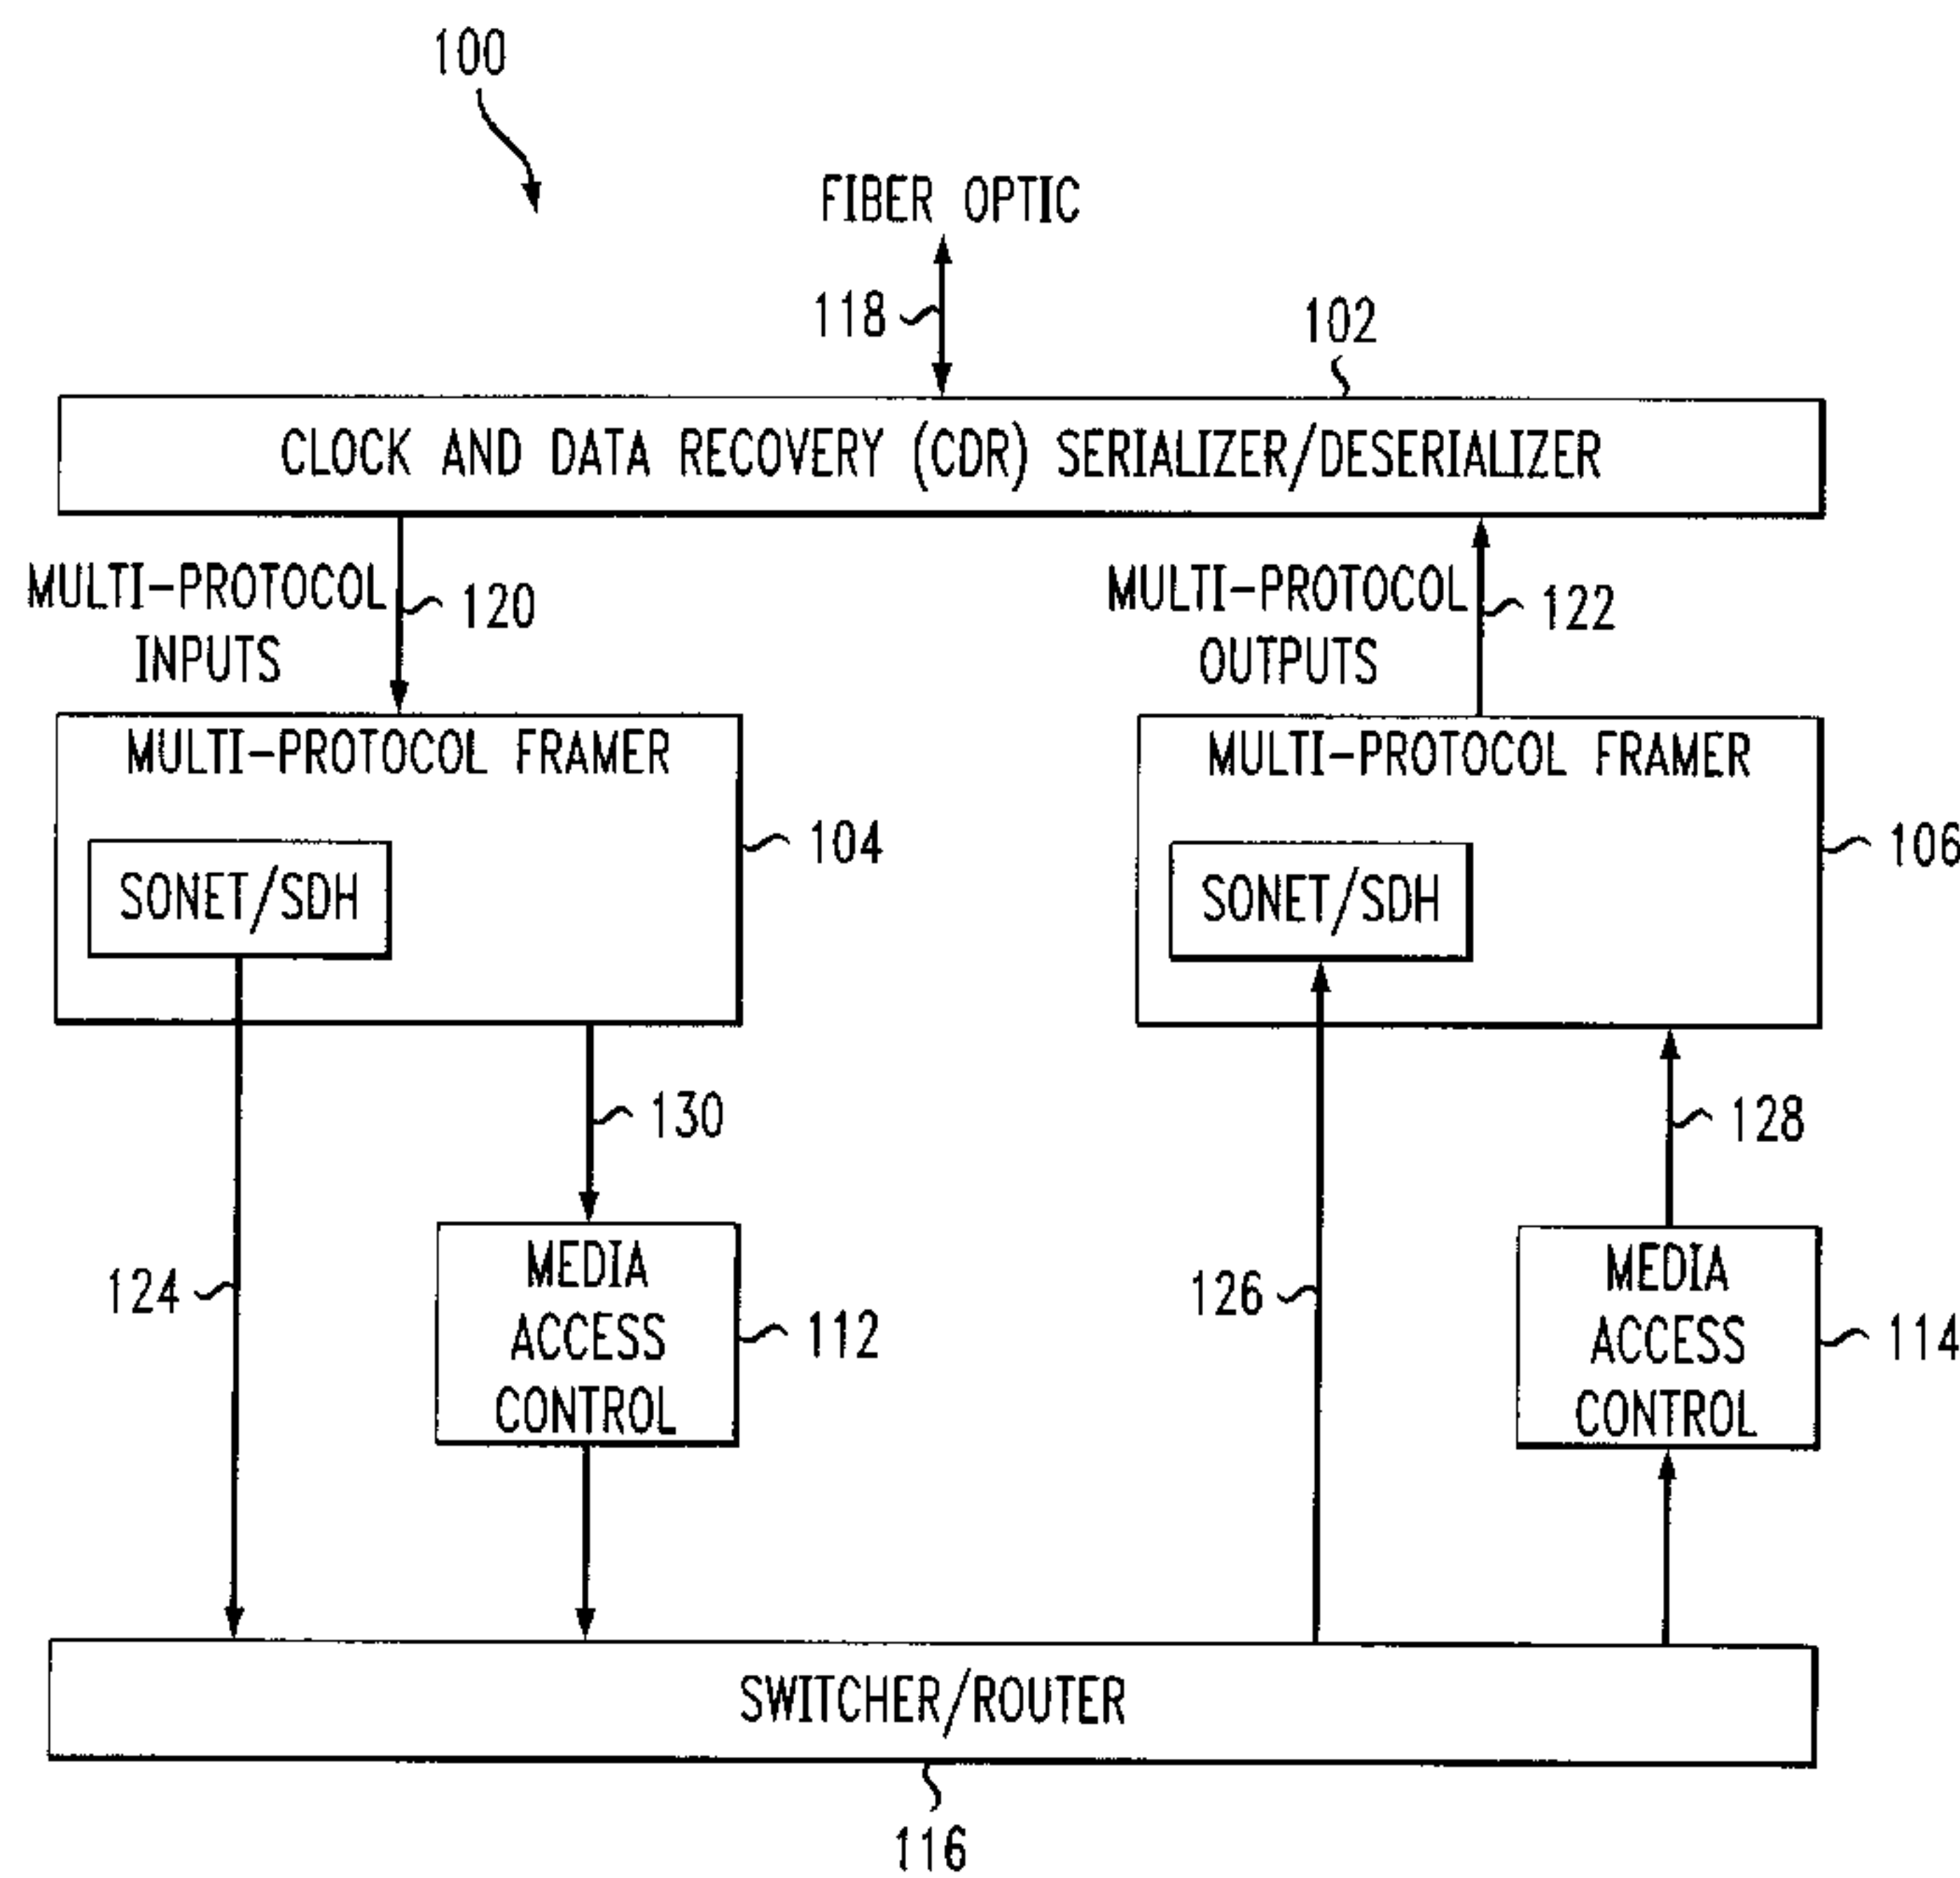 100
FIBER OPTIC
118
102
CLOCK AND DATA RECOVERY (CDR) SERIALIZER/DESERIALIZER
MULTI-PROTOCOL
INPUTS
120
MULTI-PROTOCOL
OUTPUTS
122
MULTI-PROTOCOL FRAMER
SONET/SDH
104
MULTI-PROTOCOL FRAMER
SONET/SDH
106
130
128
124
MEDIA
ACCESS
CONTROL
112
126
MEDIA
ACCESS
CONTROL
114
SWITCHER/ROUTER
116